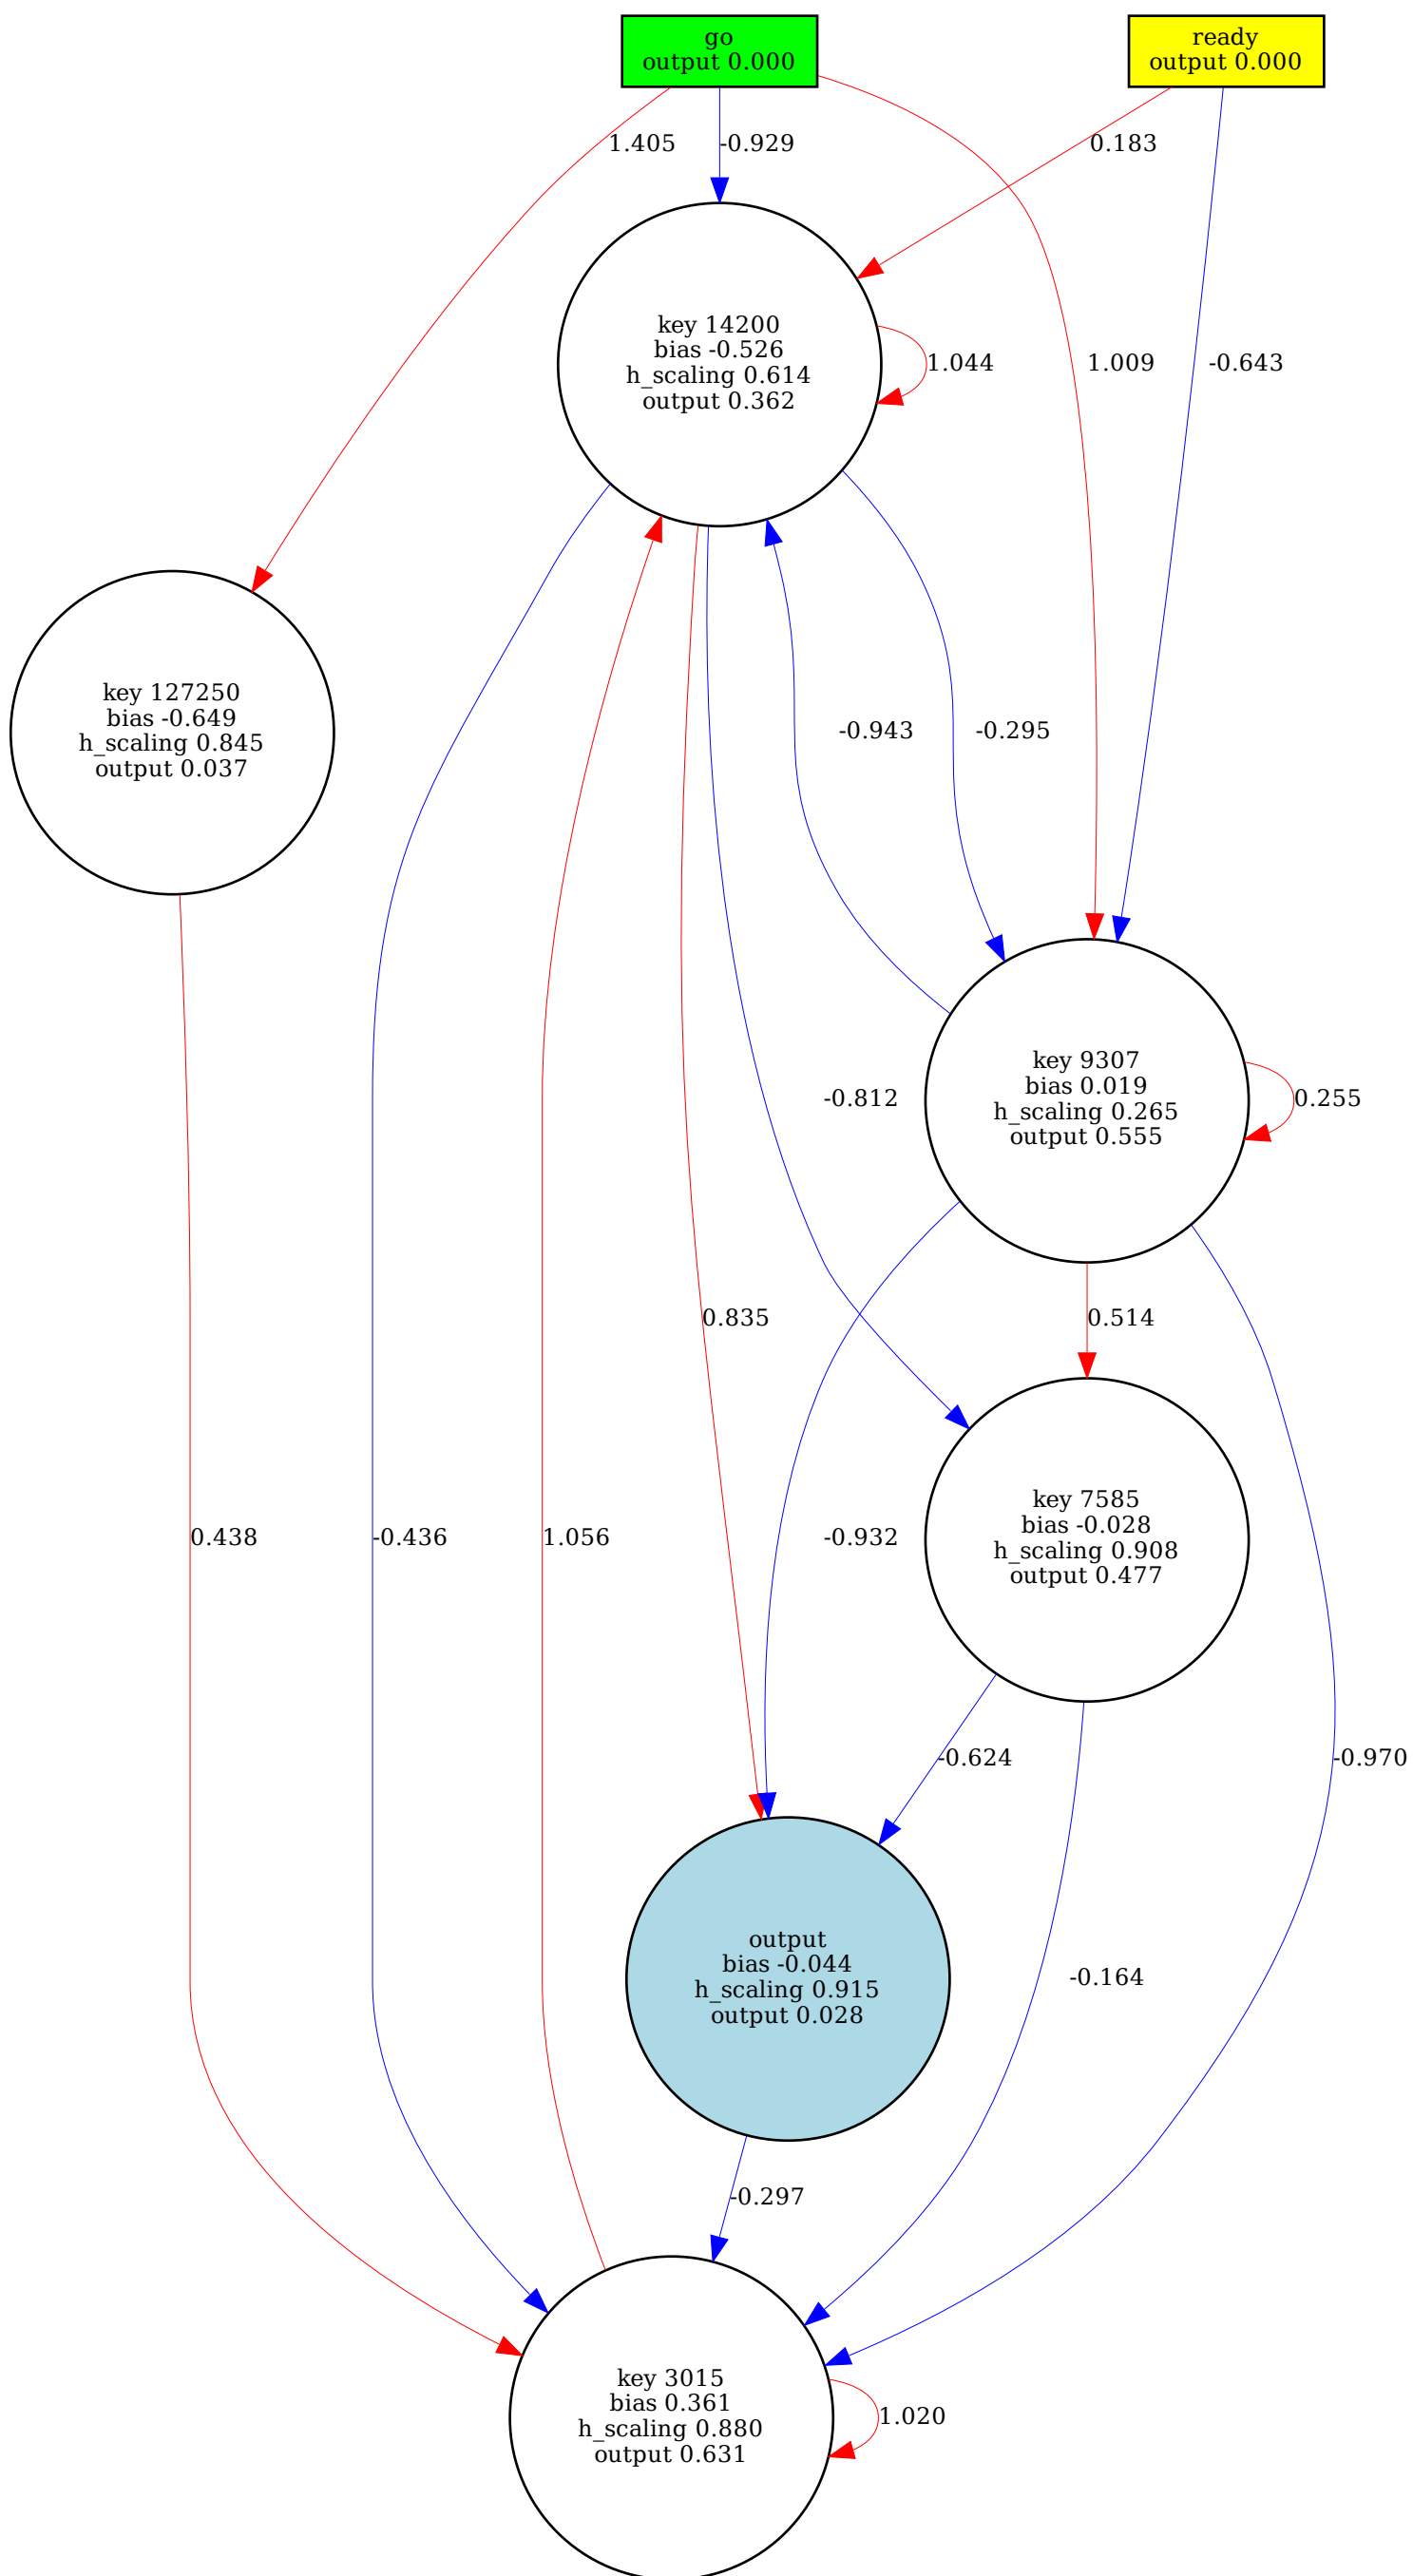 go
output 0.000
ready
output 0.000
1.405
-0.929
0.183
key 14200
bias -0.526
h_scaling 0.614
output 0.362
1.044
1.009
-0.643
key 127250
bias -0.649
h_scaling 0.845
output 0.037
-0.943
-0.295
key 9307
bias 0.019
h_scaling 0.265
output 0.555
-0.812
0.255
0.835
0.514
key 7585
bias -0.028
h_scaling 0.908
output 0.477
0.438
-0.436
1.056
-0.932
-0.624
-0.970
output
bias -0.044
h_scaling 0.915
output 0.028
-0.164
-0.297
key 3015
bias 0.361
h_scaling 0.880
output 0.631
1.020